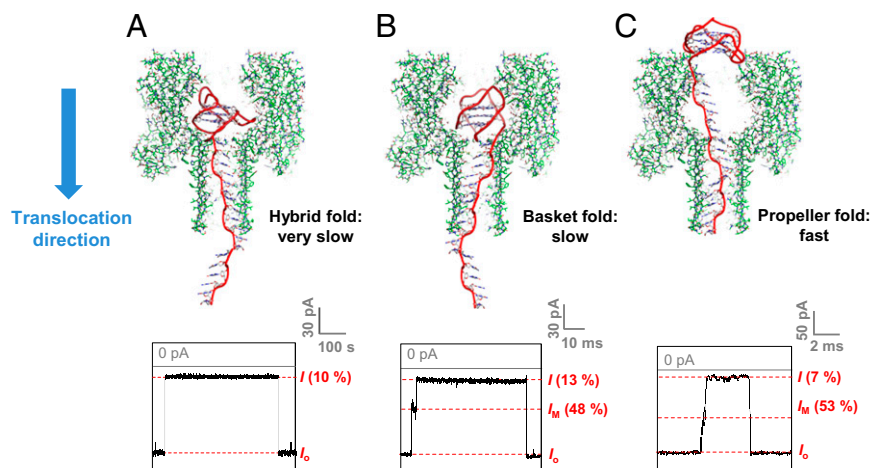 A
B
C
Translocation
direction
Hybrid fold:
very slow
Basket fold:
slow
Propeller fold:
fast
30 pA
100 s
30 pA
10 ms
50 pA
2 ms
0 pA
I (10 %)
Io
0 pA
I (13 %)
IM (48 %)
Io
0 pA
I (7 %)
IM (53 %)
Io